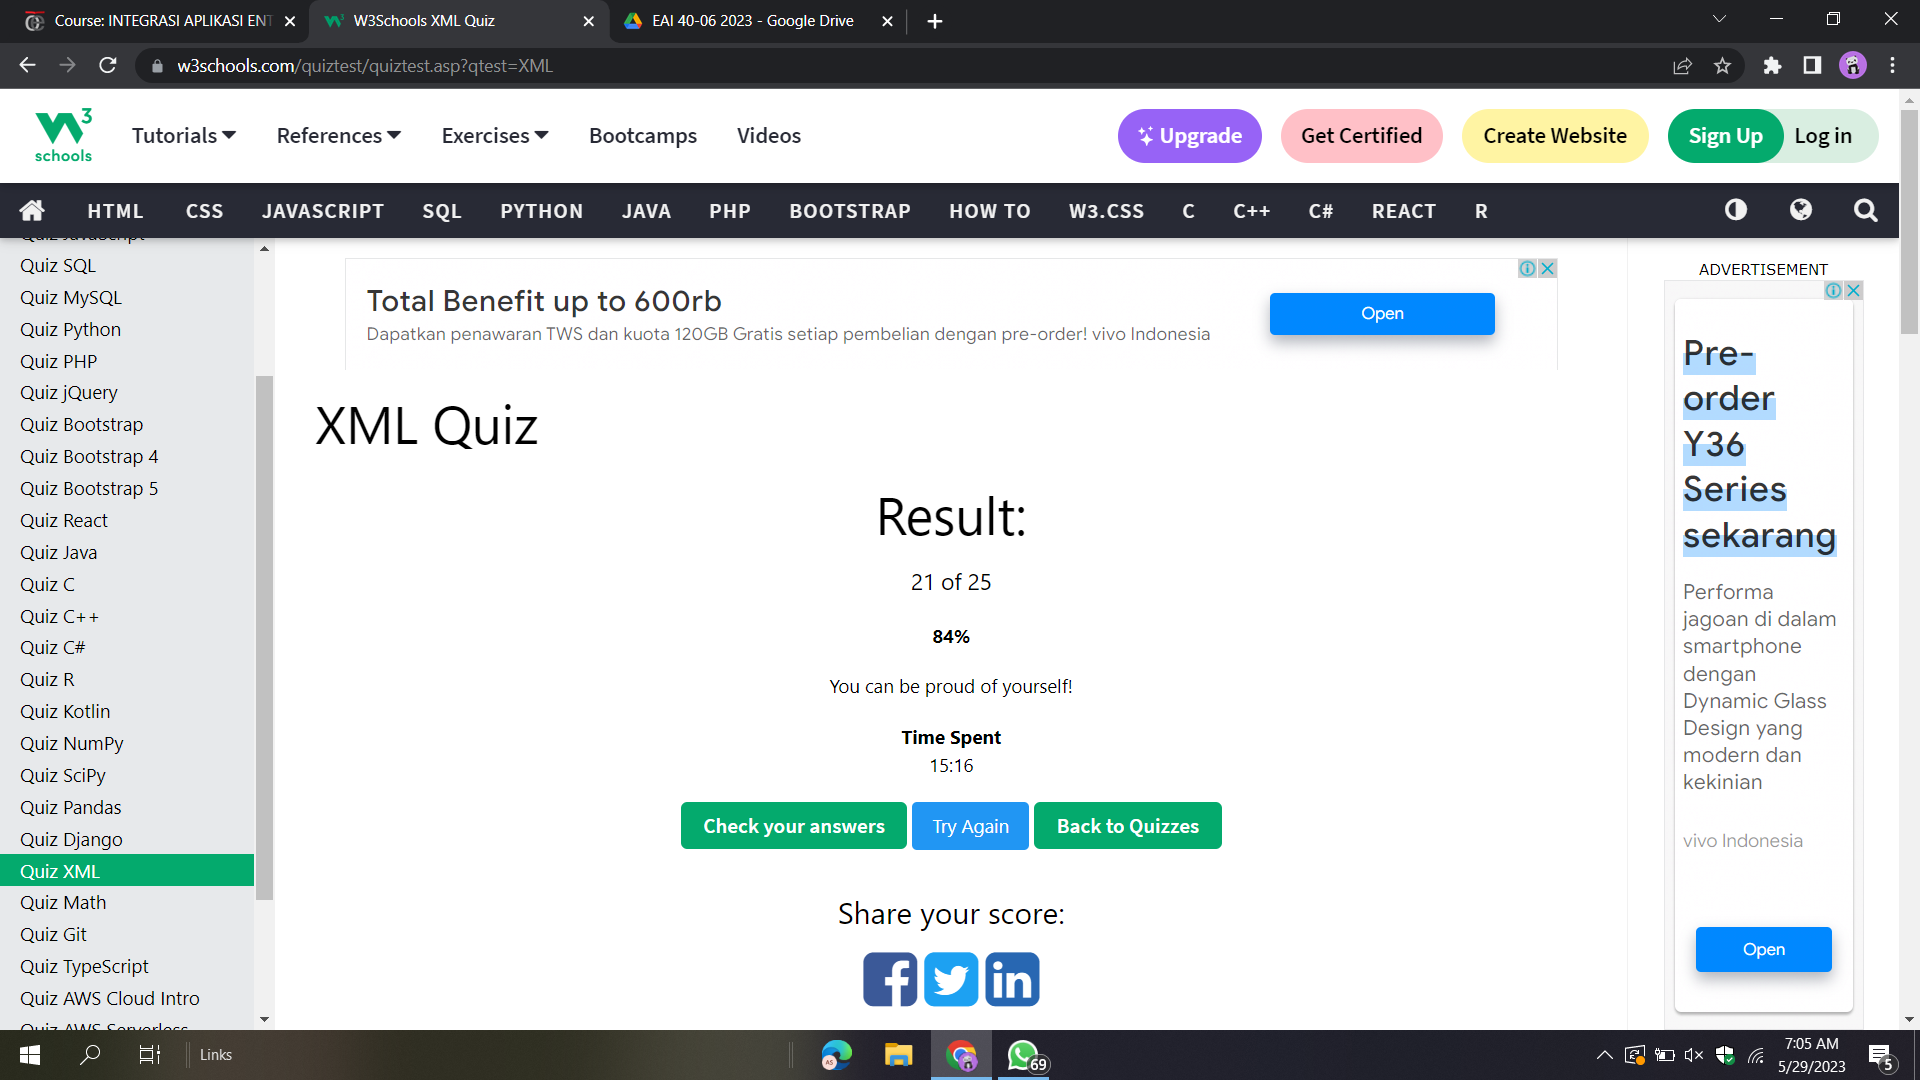 Course: INTEGRASI APLIKASI ENT
W3Schools XML Quiz
EAI 40-06 2023 - Google Drive
w3schools.com/quiztest/quiztest.asp?qtest=XML
W3 schools
Tutorials
References
Exercises
Bootcamps
Videos
Upgrade
Get Certified
Create Website
Sign Up
Log in
HTML
CSS
JAVASCRIPT
SQL
PYTHON
JAVA
PHP
BOOTSTRAP
HOW TO
W3.CSS
C
C++
C#
REACT
R
Quiz JavaScript
Quiz SQL
Quiz MySQL
Quiz Python
Quiz PHP
Quiz jQuery
Quiz Bootstrap
Quiz Bootstrap 4
Quiz Bootstrap 5
Quiz React
Quiz Java
Quiz C
Quiz C++
Quiz C#
Quiz R
Quiz Kotlin
Quiz NumPy
Quiz SciPy
Quiz Pandas
Quiz Django
Quiz XML
Quiz Math
Quiz Git
Quiz TypeScript
Quiz AWS Cloud Intro
Quiz AWS Serverless
Total Benefit up to 600rb
Dapatkan penawaran TWS dan kuota 120GB Gratis setiap pembelian dengan pre-order! vivo Indonesia
Open
XML Quiz
Result:
21 of 25
84%
You can be proud of yourself!
Time Spent
15:16
Check your answers
Try Again
Back to Quizzes
Share your score:
ADVERTISEMENT
Pre-
order
Y36
Series
sekarang
Performa
jagoan di dalam
smartphone
dengan
Dynamic Glass
Design yang
modern dan
kekinian
vivo Indonesia
Open
Links
AS
69
7:05 AM
5/29/2023
5